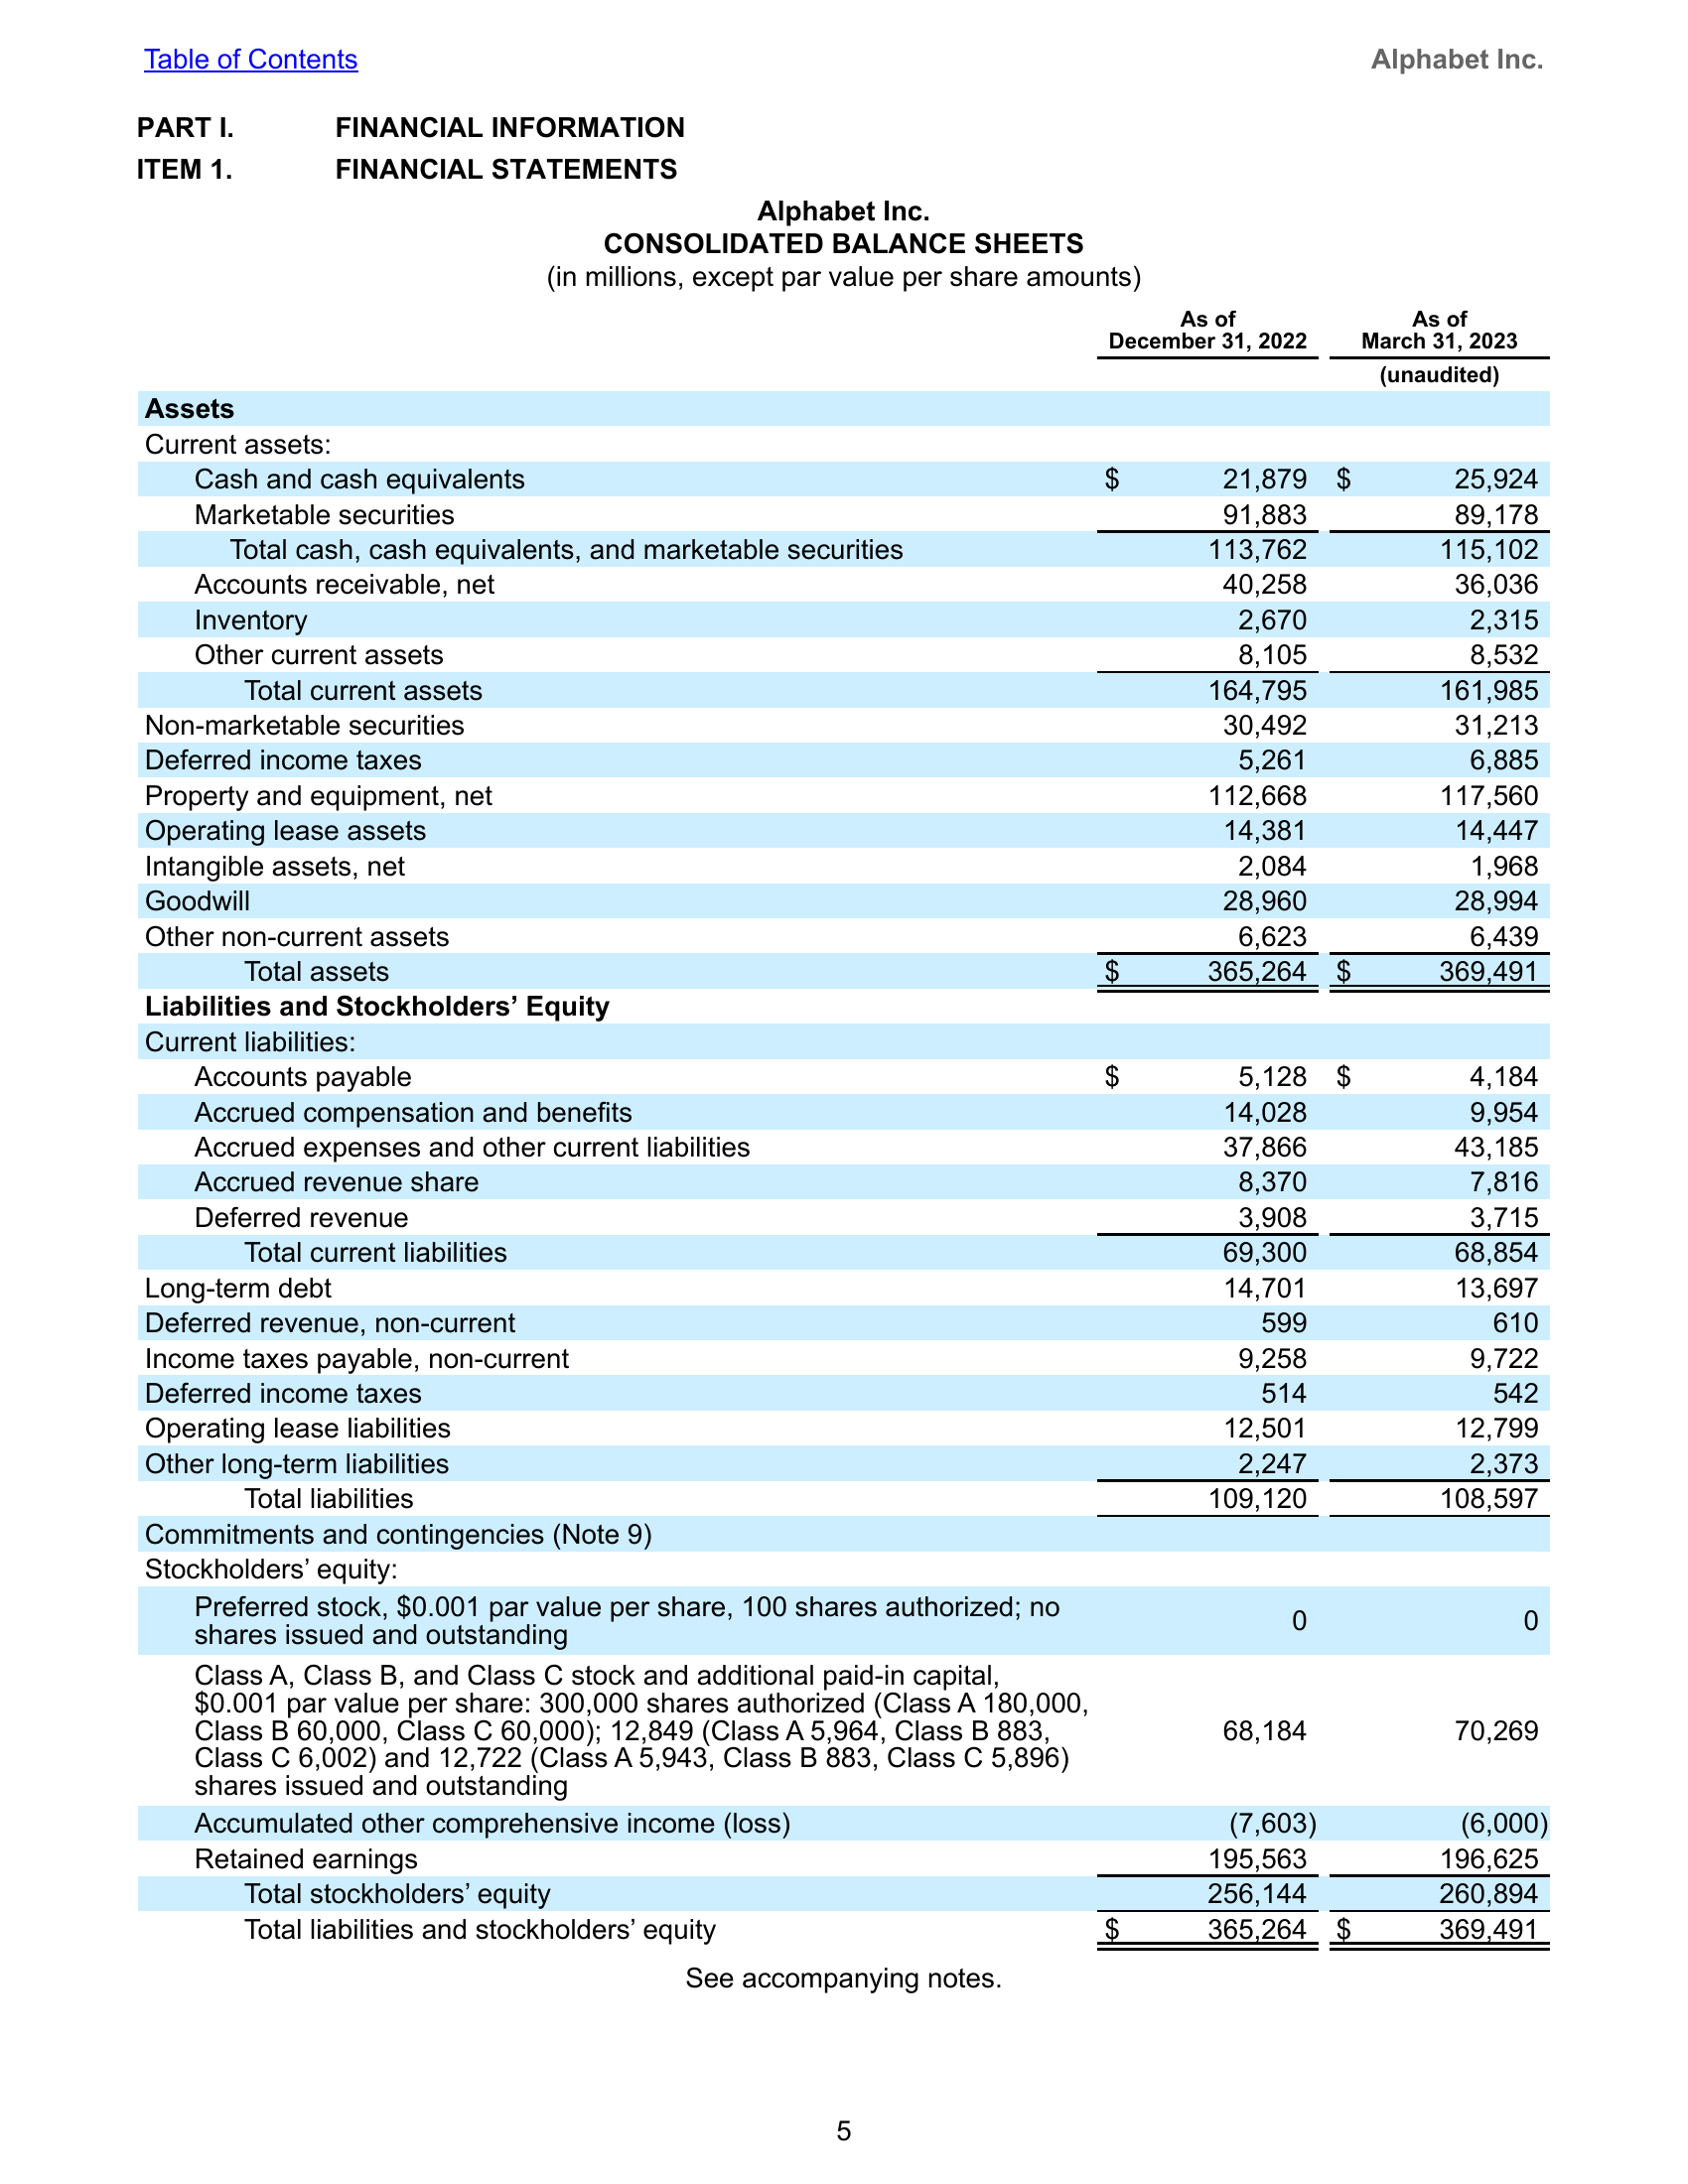 Table of Contents Alphabet Inc.
PART I. FINANCIAL INFORMATION
ITEM 1. FINANCIAL STATEMENTS
Alphabet Inc.
CONSOLIDATED BALANCE SHEETS
(in millions, except par value per share amounts)
As of As of
December 31, 2022 March 31, 2023
(unaudited)
Assets
Current assets:
Cash and cash equivalents $ 21,879 $ 25,924
Marketable securities 91,883 89,178
Total cash, cash equivalents, and marketable securities 113,762 115,102
Accounts receivable, net 40,258 36,036
Inventory 2,670 2,315
Other current assets 8,105 8,532
Total current assets 164,795 161,985
Non-marketable securities 30,492 31,213
Deferred income taxes 5,261 6,885
Property and equipment, net 112,668 117,560
Operating lease assets 14,381 14,447
Intangible assets, net 2,084 1,968
Goodwill 28,960 28,994
Other non-current assets 6,623 6,439
Total assets $ 365,264 $ 369,491
Liabilities and Stockholders’ Equity
Current liabilities:
Accounts payable $ 5,128 $ 4,184
Accrued compensation and benefits 14,028 9,954
Accrued expenses and other current liabilities 37,866 43,185
Accrued revenue share 8,370 7,816
Deferred revenue 3,908 3,715
Total current liabilities 69,300 68,854
Long-term debt 14,701 13,697
Deferred revenue, non-current 599 610
Income taxes payable, non-current 9,258 9,722
Deferred income taxes 514 542
Operating lease liabilities 12,501 12,799
Other long-term liabilities 2,247 2,373
Total liabilities 109,120 108,597
Commitments and contingencies (Note 9)
Stockholders’ equity:
Preferred stock, $0.001 par value per share, 100 shares authorized; no
shares issued and outstanding 0 0
Class A, Class B, and Class C stock and additional paid-in capital,
$0.001 par value per share: 300,000 shares authorized (Class A 180,000,
Class B 60,000, Class C 60,000); 12,849 (Class A 5,964, Class B 883, 68,184 70,269
Class C 6,002) and 12,722 (Class A 5,943, Class B 883, Class C 5,896)
shares issued and outstanding
Accumulated other comprehensive income (loss) (7,603) (6,000)
Retained earnings 195,563 196,625
Total stockholders’ equity 256,144 260,894
Total liabilities and stockholders’ equity $ 365,264 $ 369,491
See accompanying notes.
5